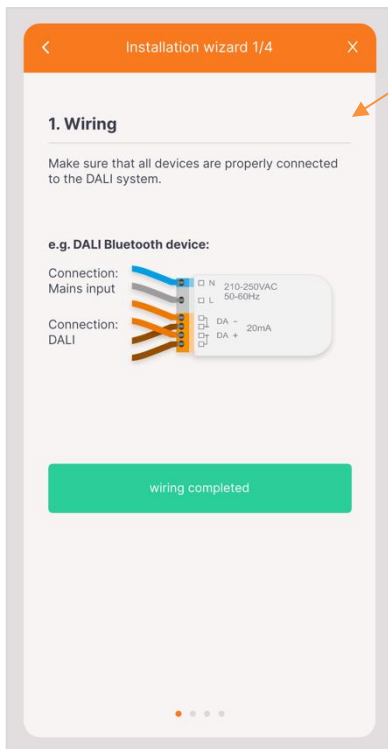 Installation wizard 1/4
1. Wiring
Make sure that all devices are properly connected
to the DALI system.
e.g. DALI Bluetooth device:
Connection:
Mains input
N
210-250VAC
L
50-60Hz
Connection:
DALI
DA -
20mA
DA +
wiring completed